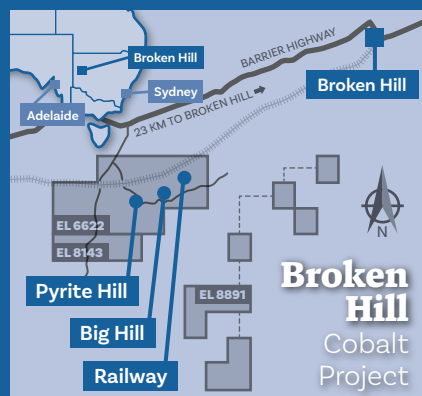 Broken Hill
Sydney
Adelaide
BARRIER HIGHWAY
23 KM TO BROKEN HILL
Broken Hill
EL 6622
EL 8143
EL 8891
N
Pyrite Hill
Big Hill
Railway
Broken
Hill
Cobalt
Project